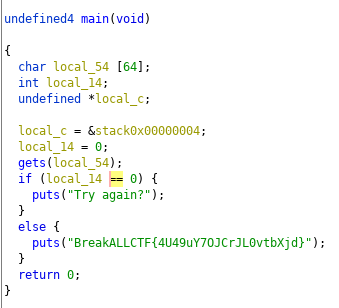 undefined4 main(void)
{
char local_54 [64];
int local_14;
undefined *local_c;
local_c = &stack0x00000004;
local_14 = 0;
gets(local_54);
if (local_14 == 0) {
puts("Try again?");
}
else {
puts("BreakALLCTF{4U49uY7OJCrJL0vtbXjd}");
}
return 0;
}